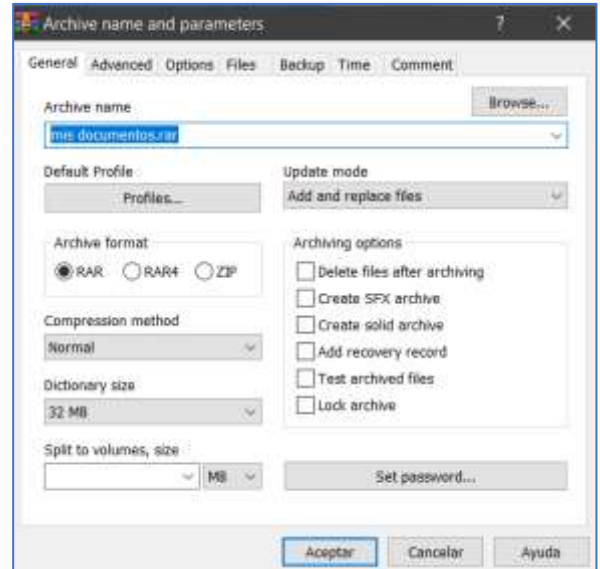 Archive name and parameters
? ×
General Advanced Options Files Backup Time Comment
Archive name
Browse...
mis documentos.rar
Default Profile
Update mode
Profiles...
Add and replace files
Archive format
Archiving options
RAR RAR4 ZIP
Delete files after archiving
Create SFX archive
Compression method
Create solid archive
Normal
Add recovery record
Dictionary size
Test archived files
32 MB
Lock archive
Split to volumes, size
MB
Set password...
Aceptar Cancelar Ayuda